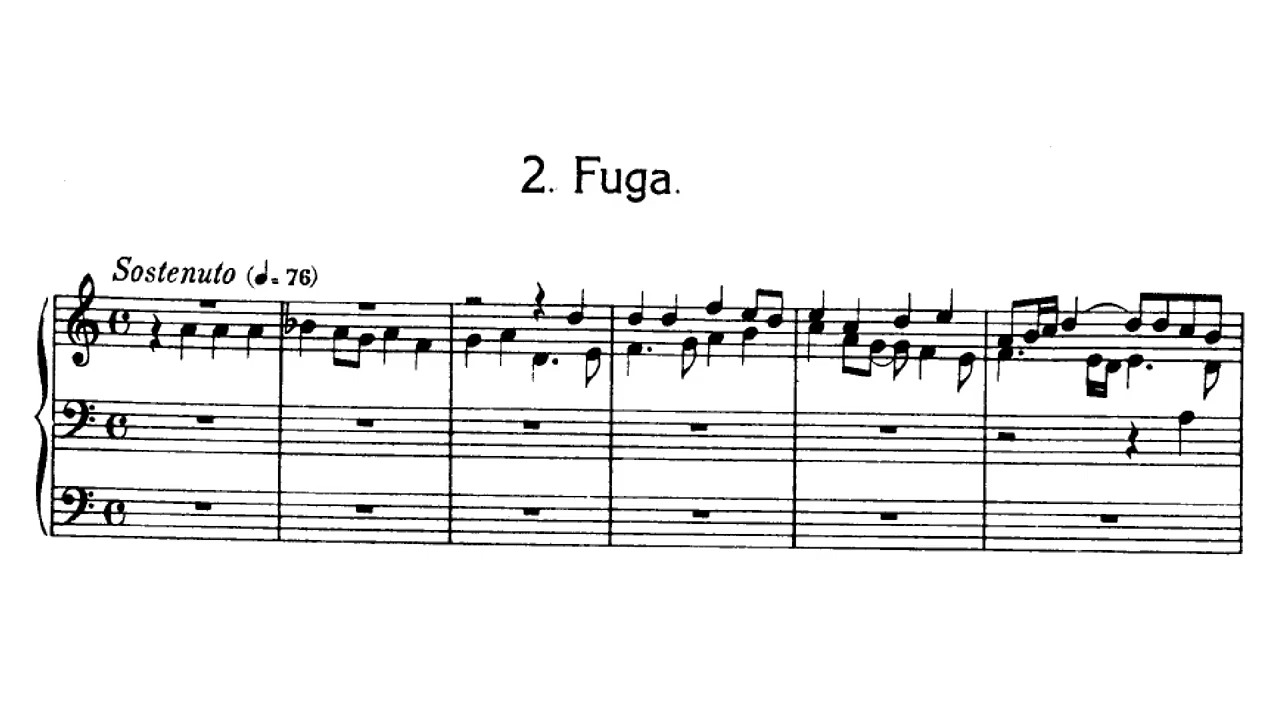 2. Fuga.
Sostenuto (♩= 76)